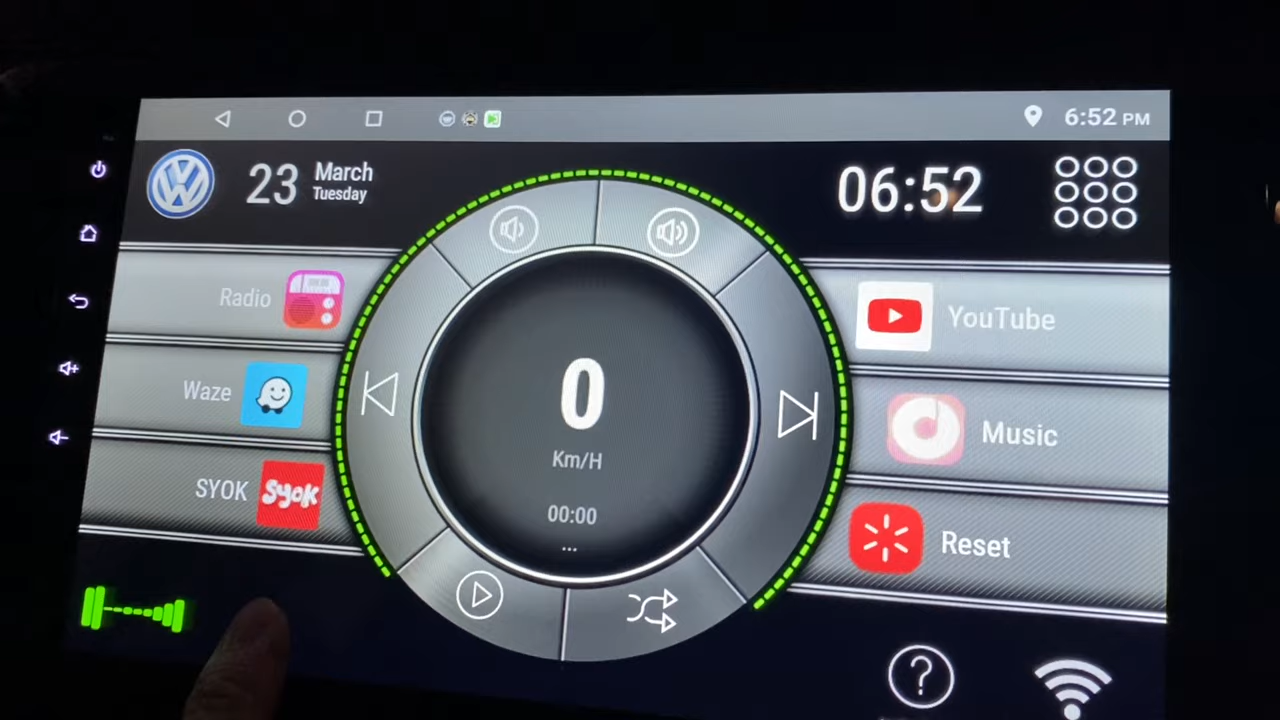 6:52 PM
23 March
Tuesday
06:52
Radio
YouTube
Waze
0
Music
Km/H
SYOK
Syok
00:00
...
Reset
?